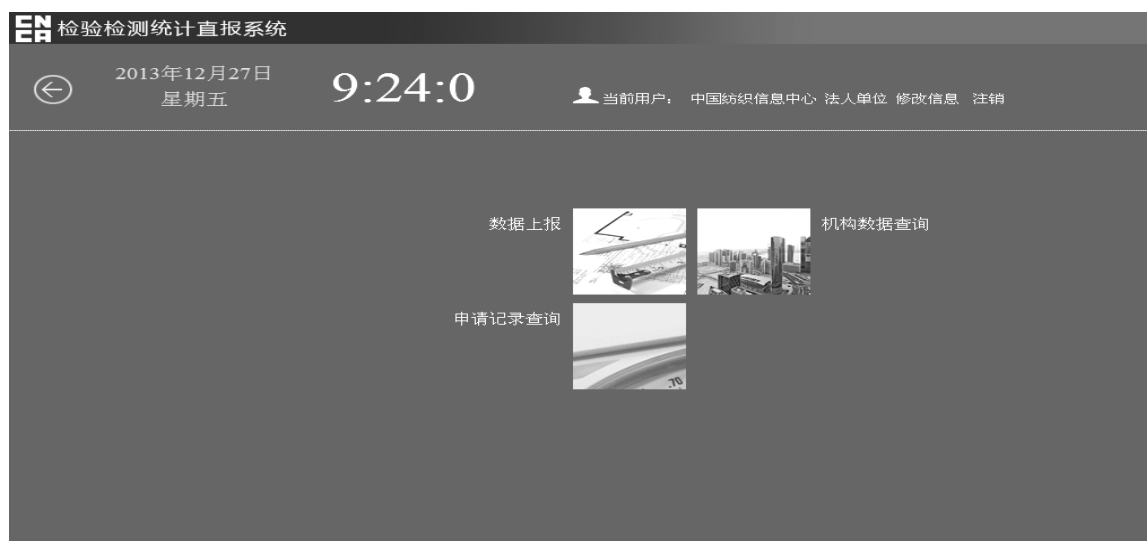 CNCA 检验检测统计直报系统
2013年12月27日
星期五
9:24:0
当前用户： 中国纺织信息中心 法人单位 修改信息 注销
数据上报
机构数据查询
申请记录查询
.70